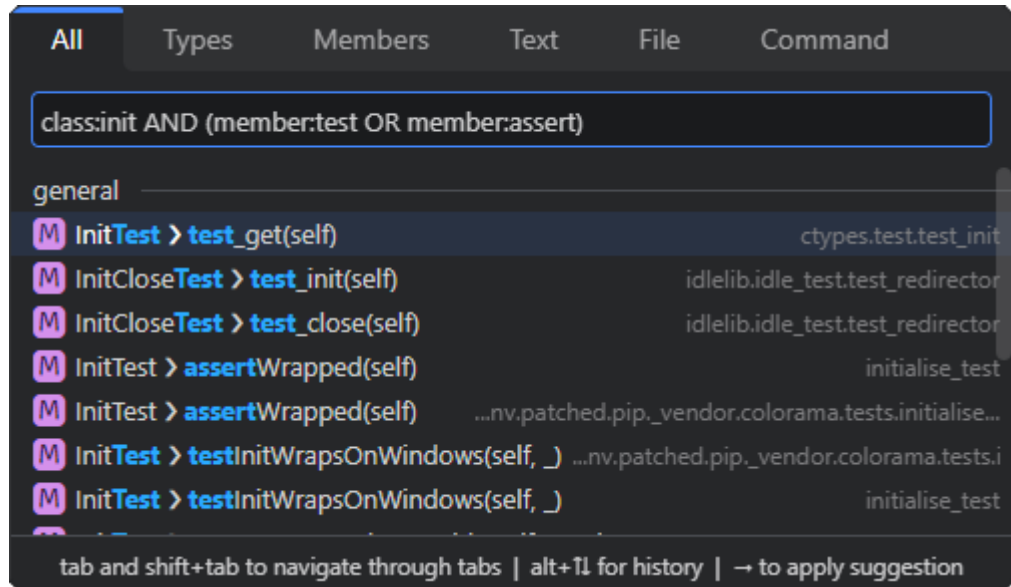 All Types Members Text File Command
class:init AND (member:test OR member:assert)
general
M InitTest ❯ test_get(self) ctypes.test.test_init
M InitCloseTest ❯ test_init(self) idlelib.idle_test.test_redirector
M InitCloseTest ❯ test_close(self) idlelib.idle_test.test_redirector
M InitTest ❯ assertWrapped(self) initialise_test
M InitTest ❯ assertWrapped(self) ...nv.patched.pip._vendor.colorama.tests.initialise...
M InitTest ❯ testInitWrapsOnWindows(self, _) ...nv.patched.pip._vendor.colorama.tests.i
M InitTest ❯ testInitWrapsOnWindows(self, _) initialise_test
tab and shift+tab to navigate through tabs | alt+⇅ for history | → to apply suggestion